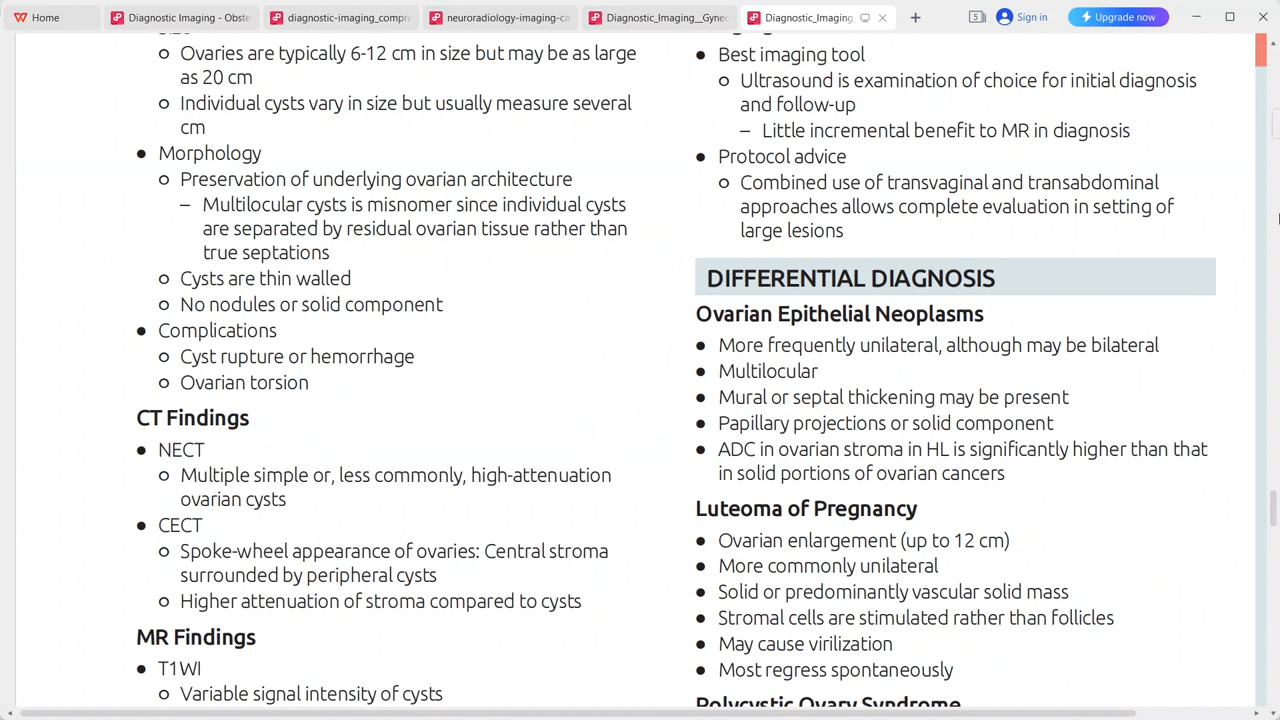 Home
Diagnostic Imaging - Obste
diagnostic-imaging_compre
neuroradiology-imaging-ca
Diagnostic_Imaging__Gynec
Diagnostic_Imaging_
5
Sign in
Upgrade now
○ Ovaries are typically 6-12 cm in size but may be as large
as 20 cm
○ Individual cysts vary in size but usually measure several
cm
● Morphology
○ Preservation of underlying ovarian architecture
– Multilocular cysts is misnomer since individual cysts
are separated by residual ovarian tissue rather than
true septations
○ Cysts are thin walled
○ No nodules or solid component
● Complications
○ Cyst rupture or hemorrhage
○ Ovarian torsion
CT Findings
● NECT
○ Multiple simple or, less commonly, high-attenuation
ovarian cysts
● CECT
○ Spoke-wheel appearance of ovaries: Central stroma
surrounded by peripheral cysts
○ Higher attenuation of stroma compared to cysts
MR Findings
● T1WI
○ Variable signal intensity of cysts
● Best imaging tool
○ Ultrasound is examination of choice for initial diagnosis
and follow-up
– Little incremental benefit to MR in diagnosis
● Protocol advice
○ Combined use of transvaginal and transabdominal
approaches allows complete evaluation in setting of
large lesions
DIFFERENTIAL DIAGNOSIS
Ovarian Epithelial Neoplasms
● More frequently unilateral, although may be bilateral
● Multilocular
● Mural or septal thickening may be present
● Papillary projections or solid component
● ADC in ovarian stroma in HL is significantly higher than that
in solid portions of ovarian cancers
Luteoma of Pregnancy
● Ovarian enlargement (up to 12 cm)
● More commonly unilateral
● Solid or predominantly vascular solid mass
● Stromal cells are stimulated rather than follicles
● May cause virilization
● Most regress spontaneously
Polycystic Ovary Syndrome